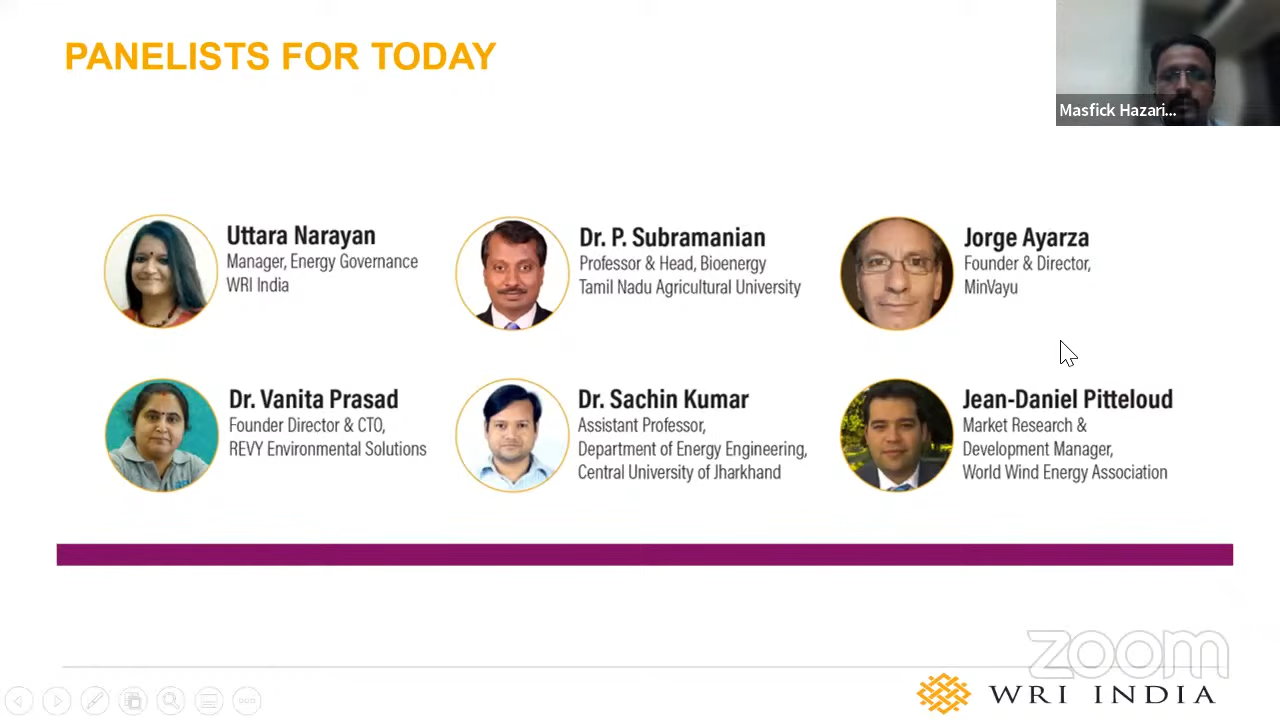 PANELISTS FOR TODAY
Masfick Hazari...
Uttara Narayan
Manager, Energy Governance
WRI India
Dr. P. Subramanian
Professor & Head, Bioenergy
Tamil Nadu Agricultural University
Jorge Ayarza
Founder & Director,
MinVayu
Dr. Vanita Prasad
Founder Director & CTO,
REVY Environmental Solutions
Dr. Sachin Kumar
Assistant Professor,
Department of Energy Engineering,
Central University of Jharkhand
Jean-Daniel Pitteloud
Market Research &
Development Manager,
World Wind Energy Association
zoom
WRI INDIA